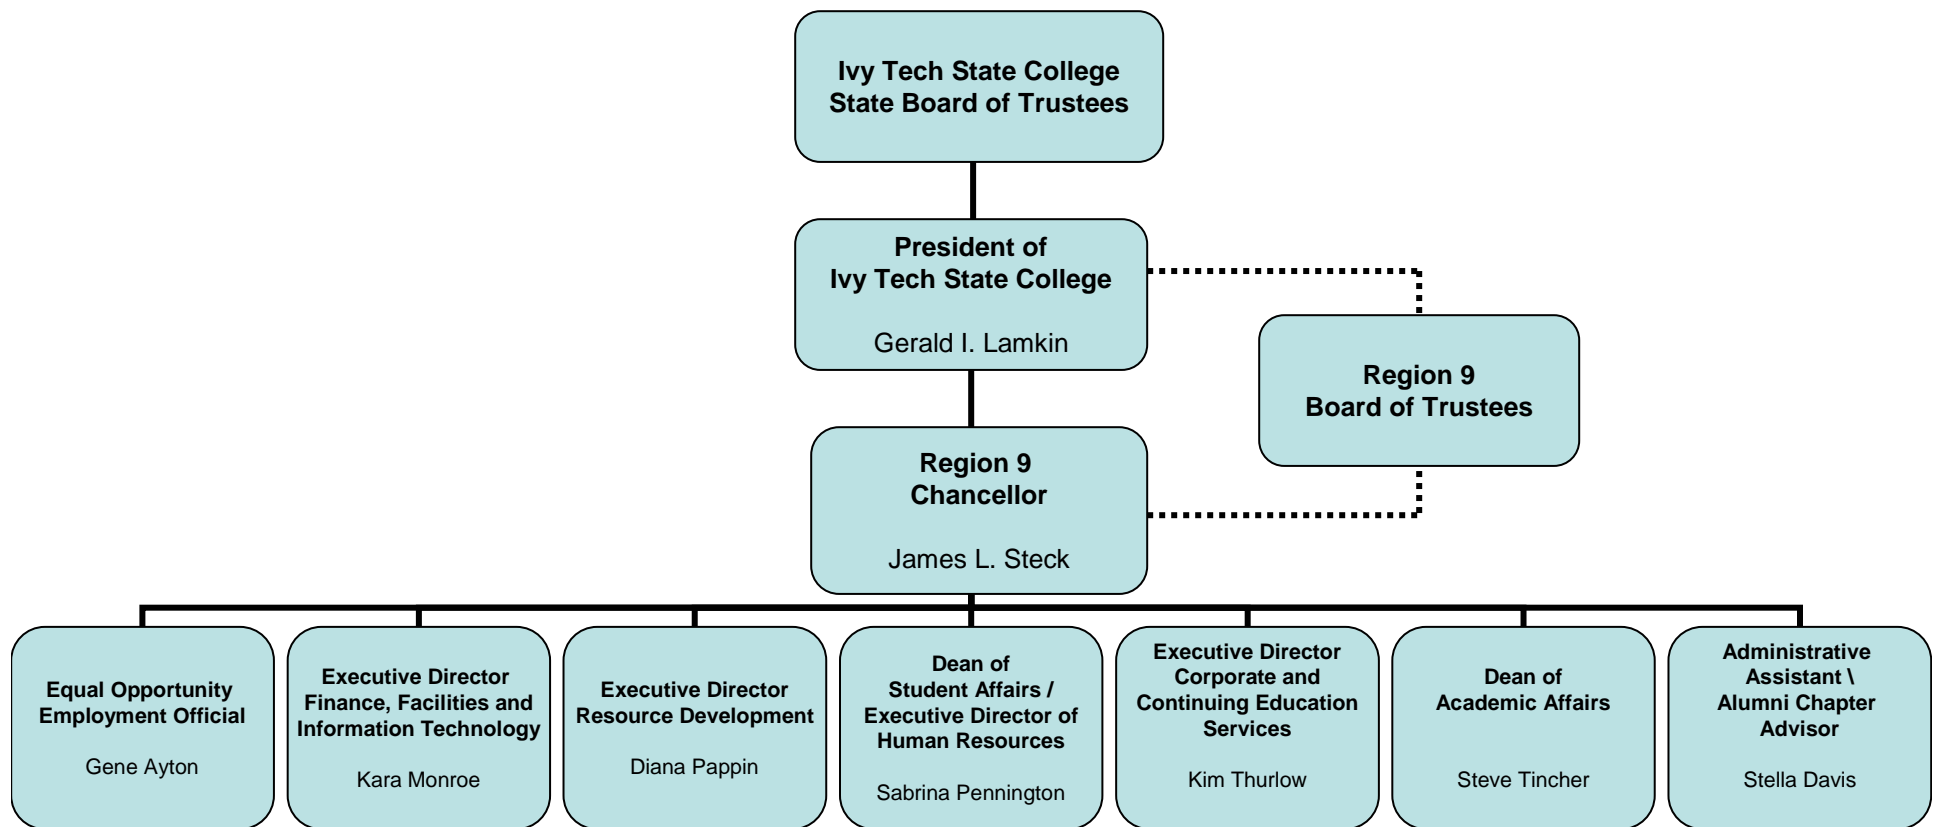 Ivy Tech State College
State Board of Trustees
President of
Ivy Tech State College
Gerald I. Lamkin
Region 9
Board of Trustees
Region 9
Chancellor
James L. Steck
Equal Opportunity
Employment Official
Gene Ayton
Executive Director
Finance, Facilities and
Information Technology
Kara Monroe
Executive Director
Resource Development
Diana Pappin
Dean of
Student Affairs /
Executive Director of
Human Resources
Sabrina Pennington
Executive Director
Corporate and
Continuing Education
Services
Kim Thurlow
Dean of
Academic Affairs
Steve Tincher
Administrative
Assistant \
Alumni Chapter
Advisor
Stella Davis